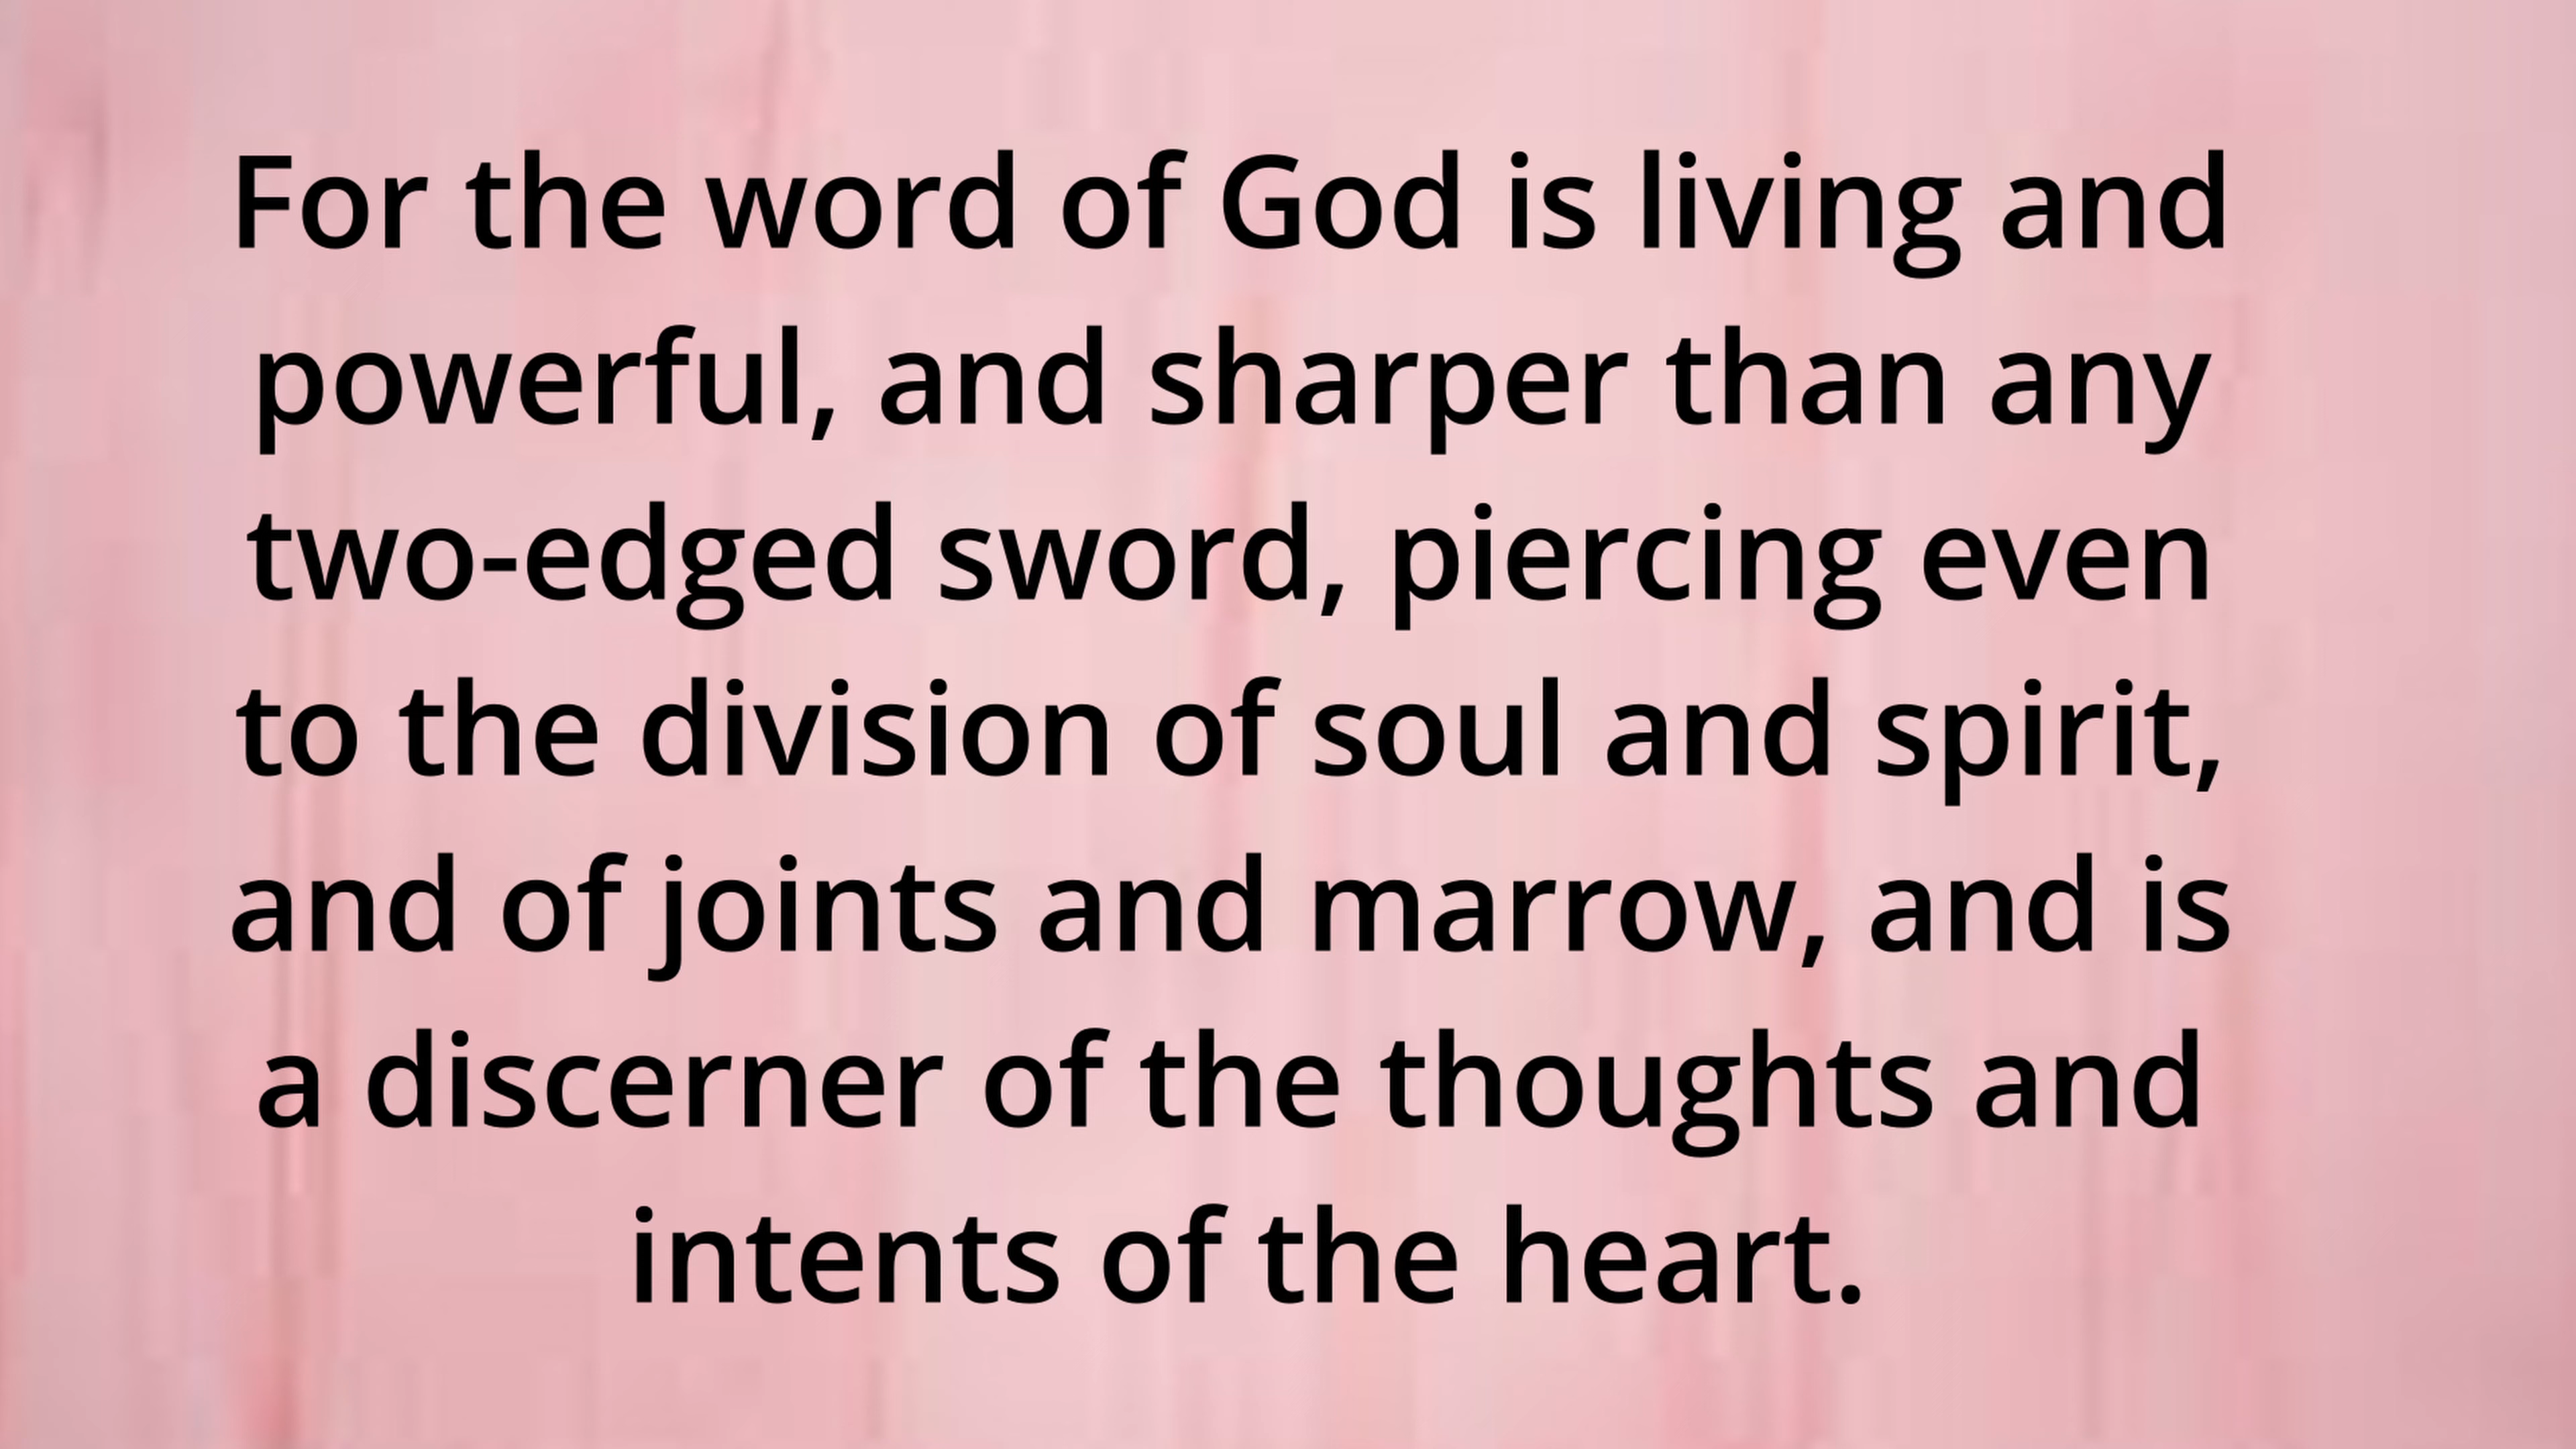 For the word of God is living and
powerful, and sharper than any
two-edged sword, piercing even
to the division of soul and spirit,
and of joints and marrow, and is
a discerner of the thoughts and
intents of the heart.